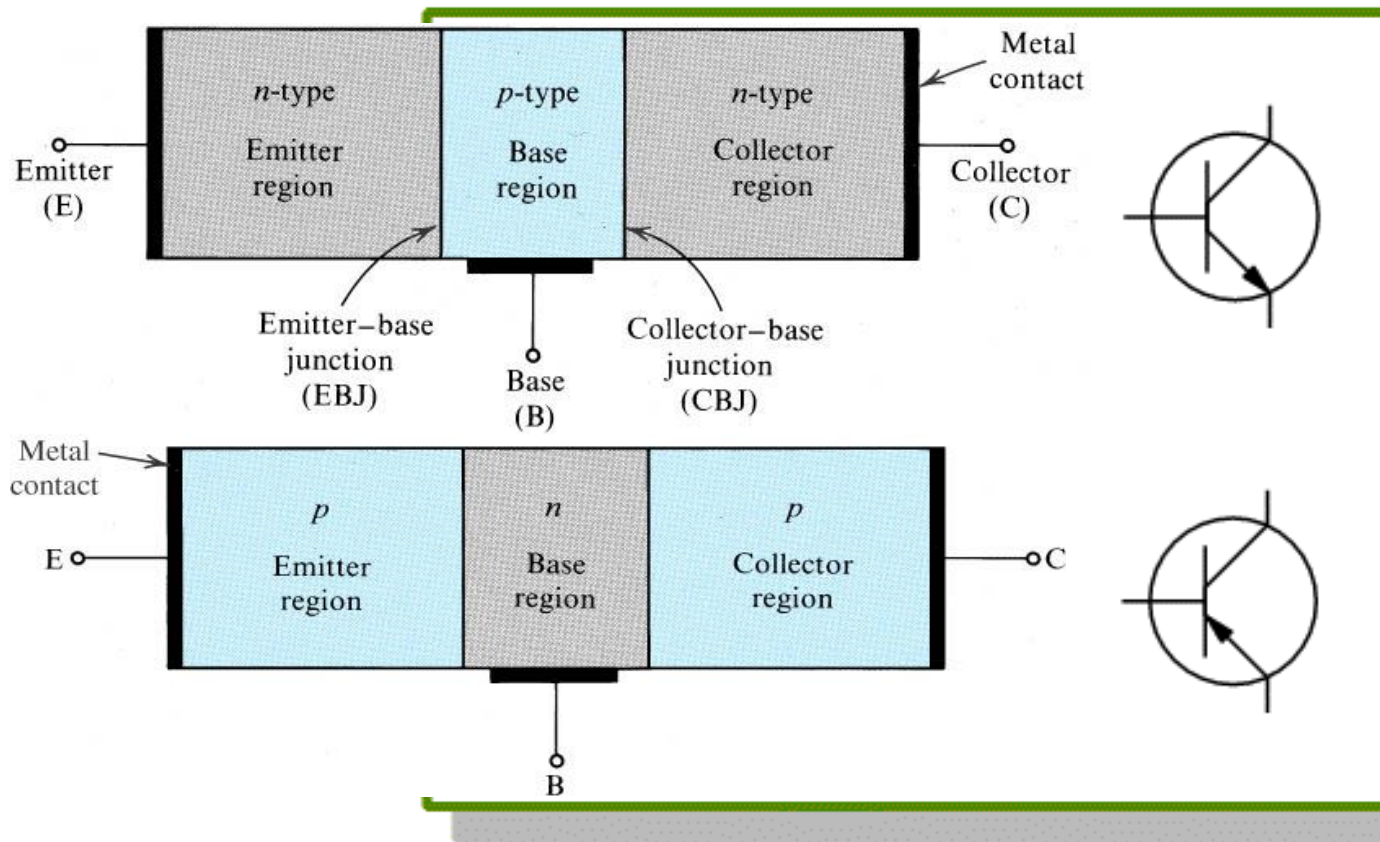 Metal
contact
n-type
p-type
n-type
Emitter
region
Base
region
Collector
region
Emitter
(E)
Collector
(C)
Emitter–base
junction
(EBJ)
Collector–base
junction
(CBJ)
Base
(B)
Metal
contact
p
n
p
Emitter
region
Base
region
Collector
region
E
C
B